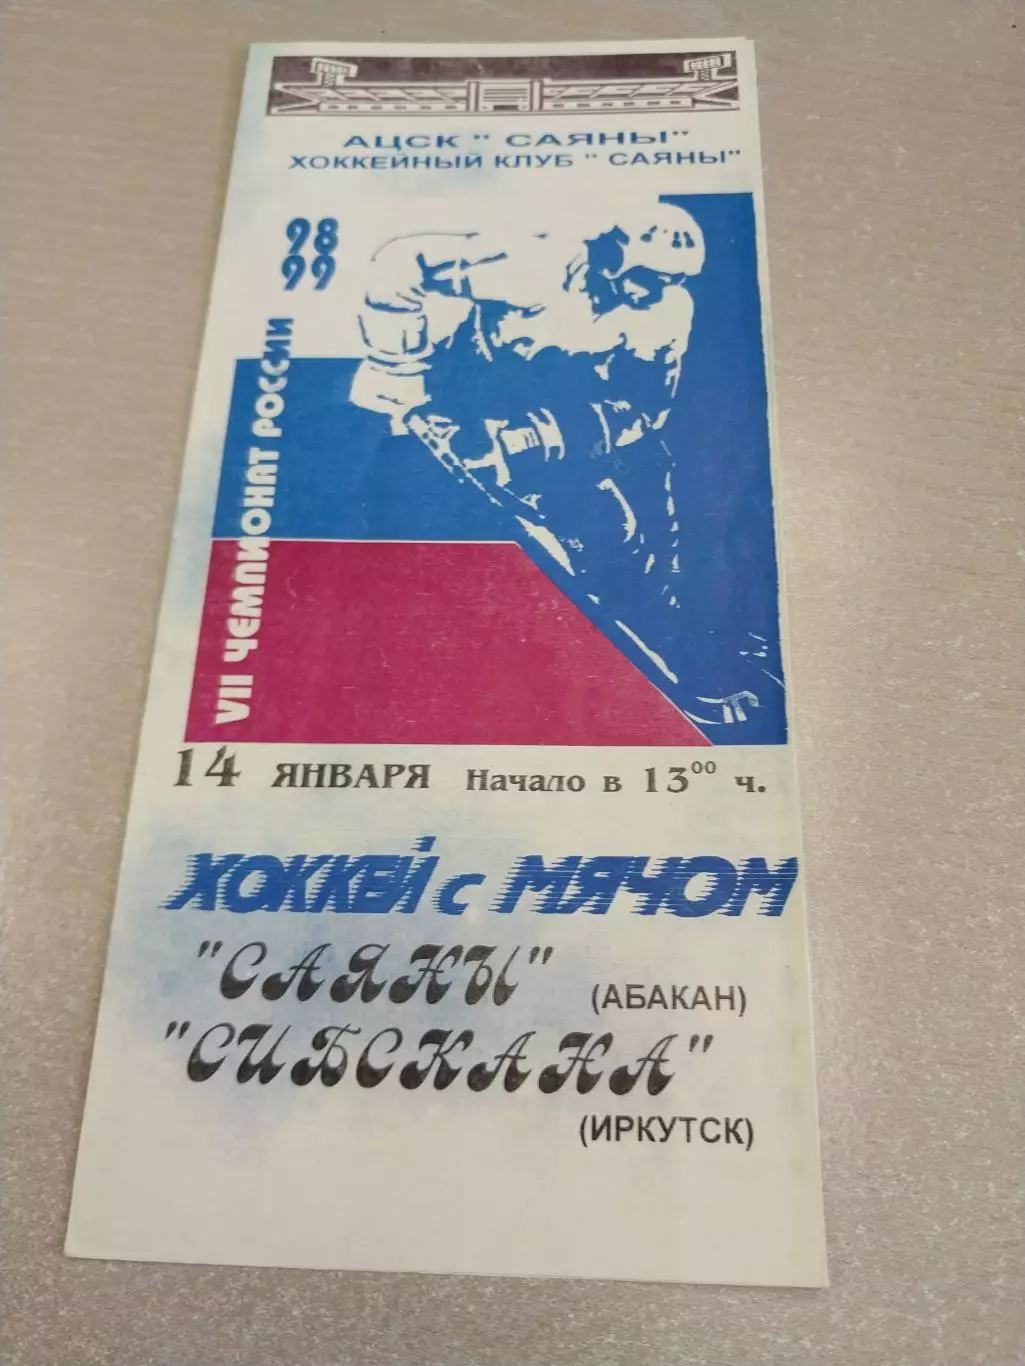 АЦСК " САЯНЫ"
ХОККЕЙНЫЙ КЛУБ " САЯНЫ"
98
99
VII ЧЕМПИОНАТ РОССИИ
14 ЯНВАРЯ Начало в 13⁰⁰ ч.
ХОККЕЙ с МЯЧОМ
"САЯНЫ" (АБАКАН)
"СИБСКАНА"
(ИРКУТСК)